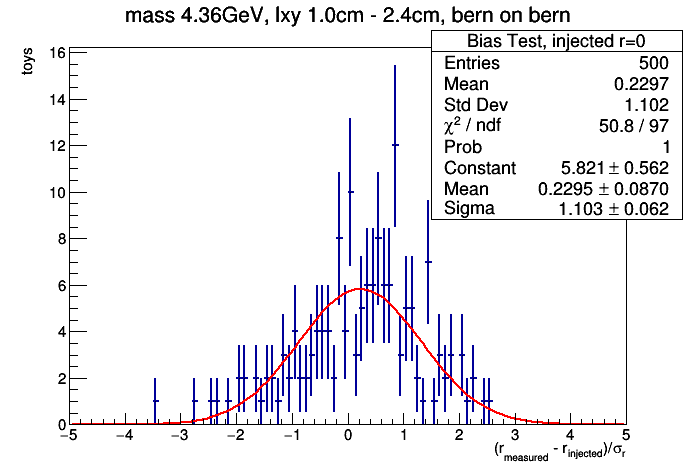 mass 4.36GeV, lxy 1.0cm - 2.4cm, bern on bern
toys
Bias Test, injected r=0
Entries 500
Mean 0.2297
Std Dev 1.102
χ² / ndf 50.8 / 97
Prob 1
Constant 5.821 ± 0.562
Mean 0.2295 ± 0.0870
Sigma 1.103 ± 0.062
16
14
12
10
8
6
4
2
0
−5 −4 −3 −2 −1 0 1 2 3 4 5
(r_measured - r_injected)/σ_r